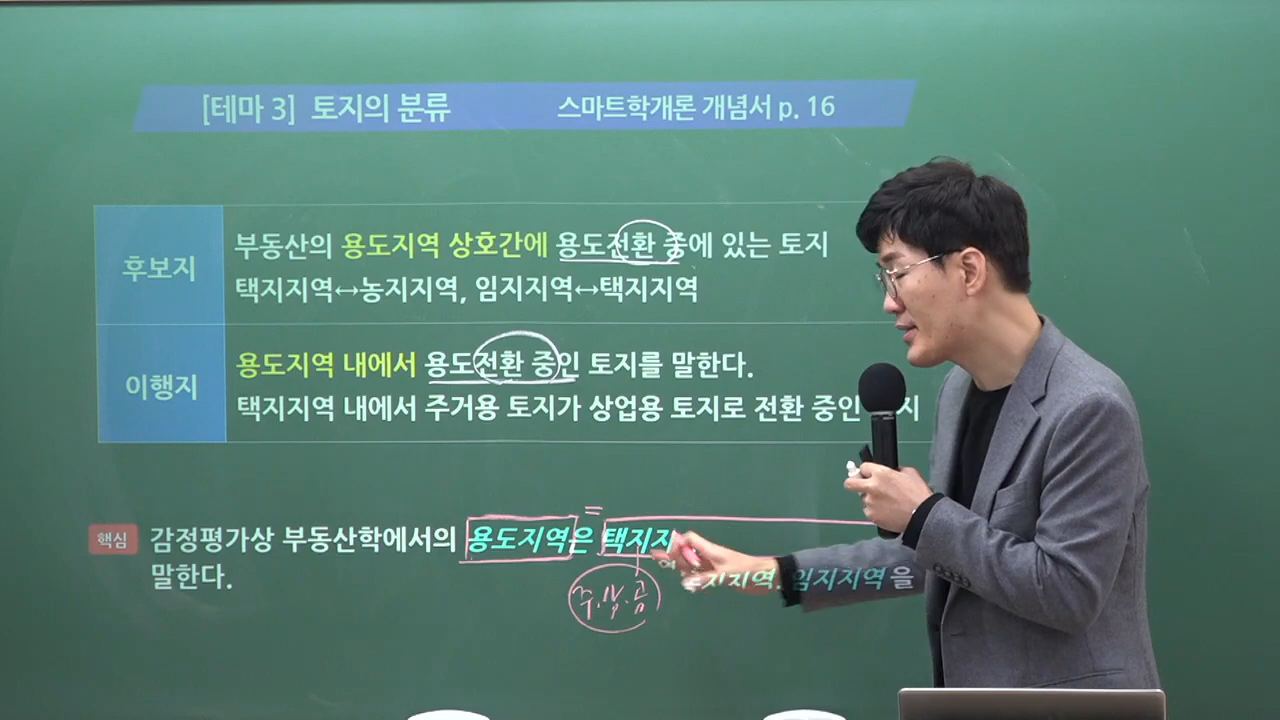 [테마 3] 토지의 분류 스마트학개론 개념서 p. 16
후보지
부동산의 용도지역 상호간에 용도전환 중에 있는 토지
택지지역↔농지지역, 임지지역↔택지지역
이행지
용도지역 내에서 용도전환 중인 토지를 말한다.
택지지역 내에서 주거용 토지가 상업용 토지로 전환 중인
=
핵심 감정평가상 부동산학에서의 용도지역은 택지지
임지지역 을
말한다.
주.상.공